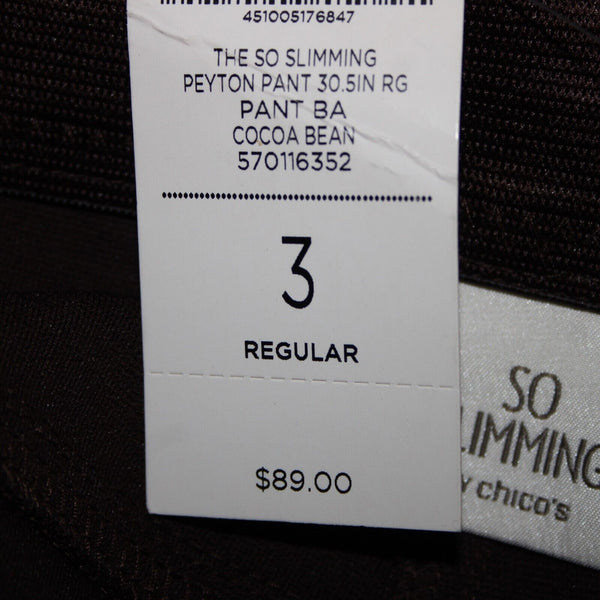 451005176847
THE SO SLIMMING
PEYTON PANT 30.5IN RG
PANT BA
COCOA BEAN
570116352
3
REGULAR
$89.00
SO
LIMMING
y chico's